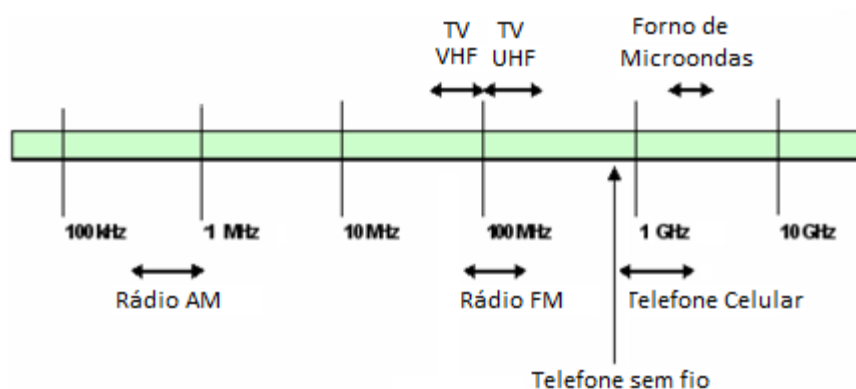 TV
VHF
TV
UHF
Forno de
Microondas
100 kHz
1 MHz
10 MHz
100 MHz
1 GHz
10 GHz
Rádio AM
Rádio FM
Telefone Celular
Telefone sem fio